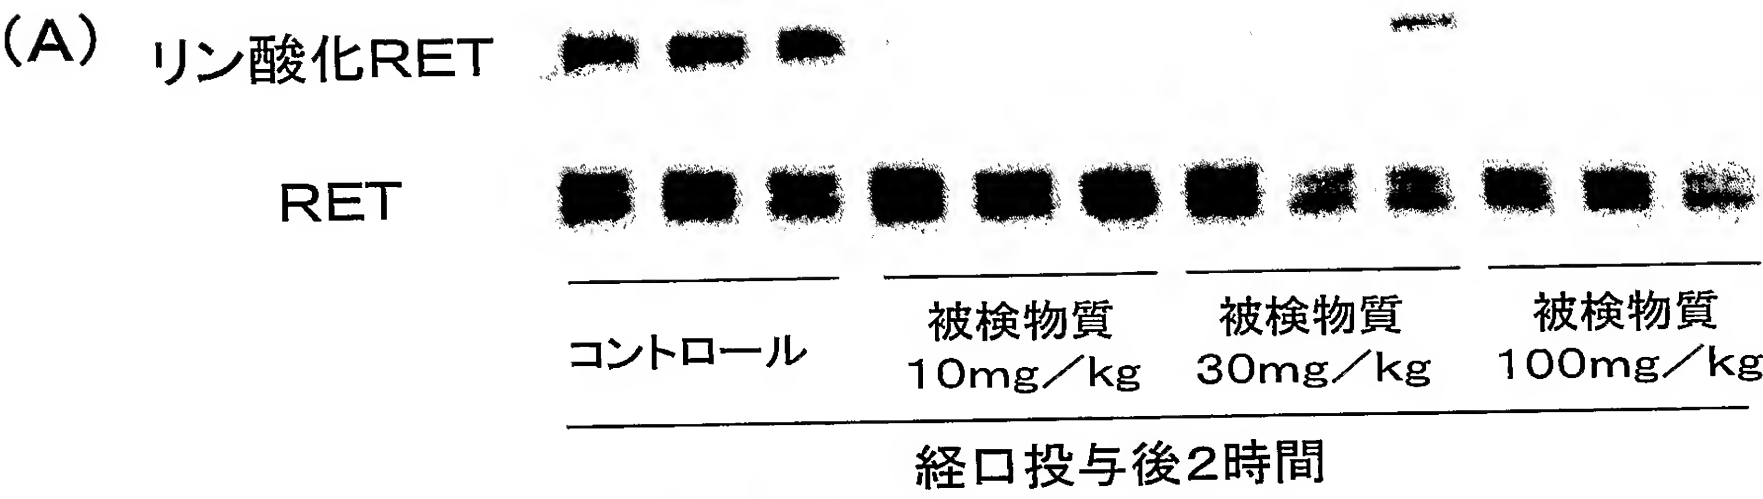 (A) リン酸化RET
RET
コントロール
被検物質
10mg/kg
被検物質
30mg/kg
被検物質
100mg/kg
経口投与後2時間